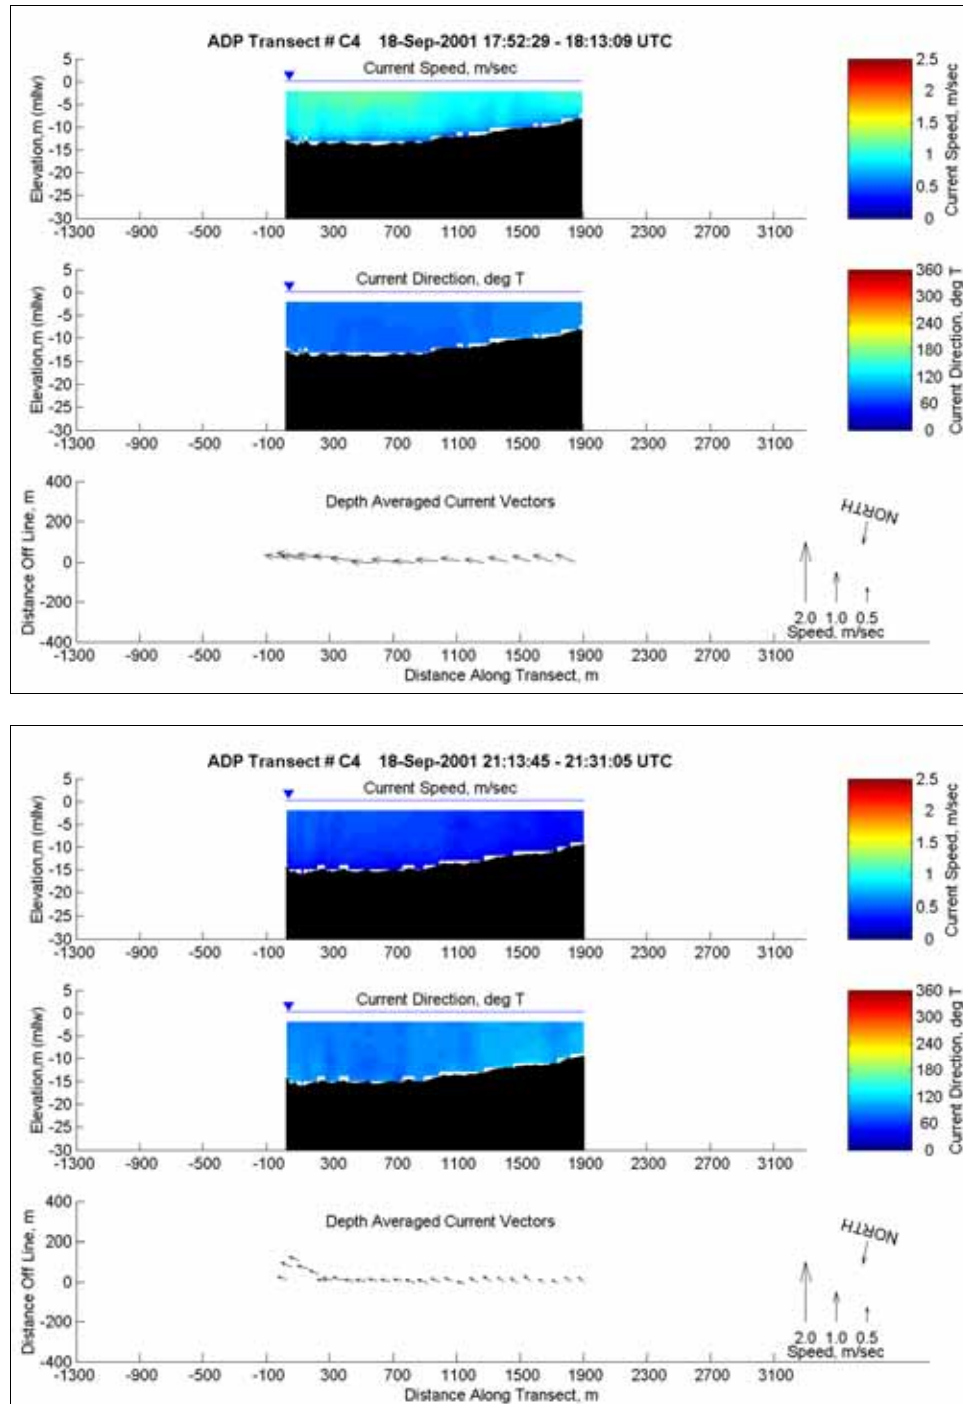 ADP Transect # C4 18-Sep-2001 17:52:29 - 18:13:09 UTC
Current Speed, m/sec
Elevation,m (mllw)
5
0
-5
-10
-15
-20
-25
-30
-1300 -900 -500 -100 300 700 1100 1500 1900 2300 2700 3100
2.5
2
1.5
1
0.5
0
Current Speed, m/sec
Current Direction, deg T
Elevation,m (mllw)
5
0
-5
-10
-15
-20
-25
-30
-1300 -900 -500 -100 300 700 1100 1500 1900 2300 2700 3100
360
300
240
180
120
60
0
Current Direction, deg T
Depth Averaged Current Vectors
Distance Off Line, m
400
200
0
-200
-400
-1300 -900 -500 -100 300 700 1100 1500 1900 2300 2700 3100
Distance Along Transect, m
NORTH
2.0 1.0 0.5
Speed, m/sec
ADP Transect # C4 18-Sep-2001 21:13:45 - 21:31:05 UTC
Current Speed, m/sec
Elevation,m (mllw)
5
0
-5
-10
-15
-20
-25
-30
-1300 -900 -500 -100 300 700 1100 1500 1900 2300 2700 3100
2.5
2
1.5
1
0.5
0
Current Speed, m/sec
Current Direction, deg T
Elevation,m (mllw)
5
0
-5
-10
-15
-20
-25
-30
-1300 -900 -500 -100 300 700 1100 1500 1900 2300 2700 3100
360
300
240
180
120
60
0
Current Direction, deg T
Depth Averaged Current Vectors
Distance Off Line, m
400
200
0
-200
-400
-1300 -900 -500 -100 300 700 1100 1500 1900 2300 2700 3100
Distance Along Transect, m
NORTH
2.0 1.0 0.5
Speed, m/sec